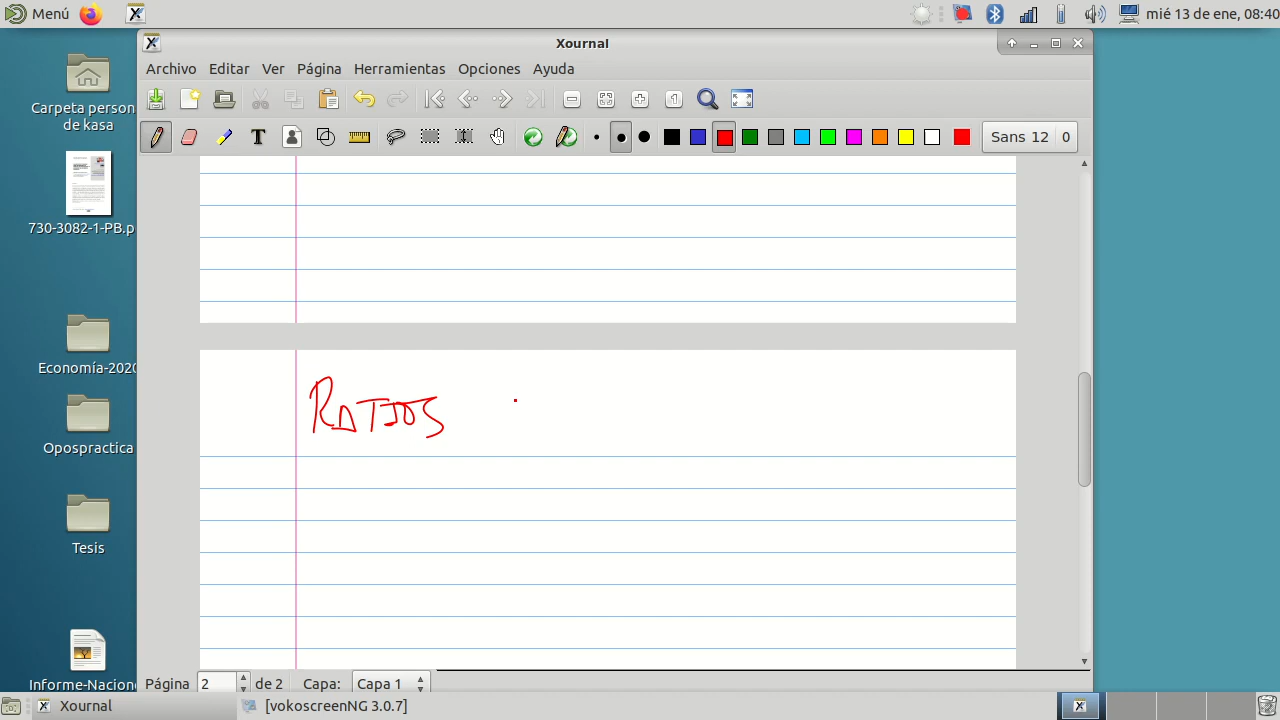 Menú
mié 13 de ene, 08:40
Xournal
Archivo Editar Ver Página Herramientas Opciones Ayuda
Sans 12 0
Carpeta person
de kasa
730-3082-1-PB.p
Economía-2020
Opospractica
Tesis
Informe-Nacion
RATIOS
Página 2 de 2 Capa: Capa 1
Xournal
[vokoscreenNG 3.0.7]